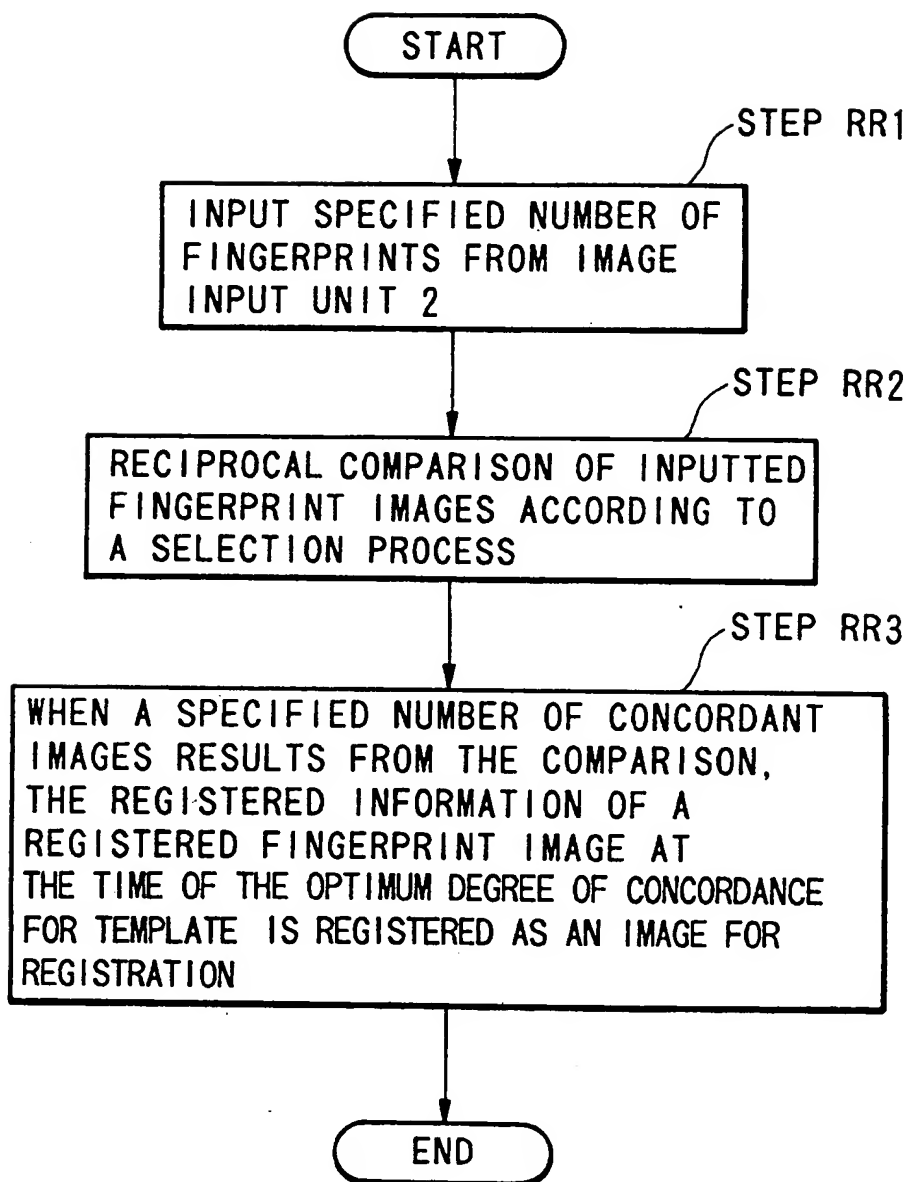 START
STEP RR1
INPUT SPECIFIED NUMBER OF
FINGERPRINTS FROM IMAGE
INPUT UNIT 2
STEP RR2
RECIPROCAL COMPARISON OF INPUTTED
FINGERPRINT IMAGES ACCORDING TO
A SELECTION PROCESS
STEP RR3
WHEN A SPECIFIED NUMBER OF CONCORDANT
IMAGES RESULTS FROM THE COMPARISON,
THE REGISTERED INFORMATION OF A
REGISTERED FINGERPRINT IMAGE AT
THE TIME OF THE OPTIMUM DEGREE OF CONCORDANCE
FOR TEMPLATE IS REGISTERED AS AN IMAGE FOR
REGISTRATION
END